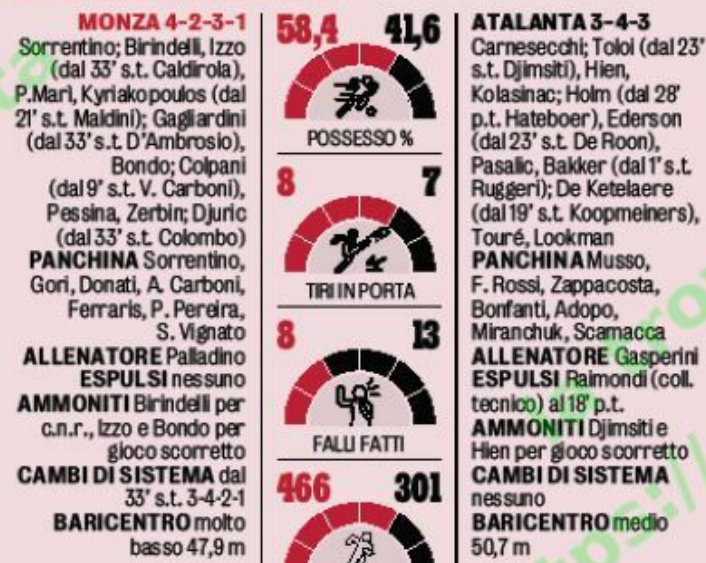 MONZA 4-2-3-1
Sorrentino; Birindelli, Izzo
(dal 33' s.t. Caldirola),
P.Marì, Kyriakopoulos (dal
21' s.t. Maldini); Gagliardini
(dal 33' s.t. D'Ambrosio),
Bondo; Colpani
(dal 9' s.t. V. Carboni),
Pessina, Zerbin; Djuric
(dal 33' s.t. Colombo)
PANCHINA Sorrentino,
Gori, Donati, A. Carboni,
Ferraris, P. Pereira,
S. Vignato
ALLENATORE Palladino
ESPULSI nessuno
AMMONITI Birindelli per
c.n.r., Izzo e Bondo per
gioco scorretto
CAMBI DI SISTEMA dal
33' s.t. 3-4-2-1
BARICENTRO molto
basso 47,9 m
58,4 41,6
POSSESSO %
8 7
TIRI IN PORTA
8 13
FALLI FATTI
466 301
ATALANTA 3-4-3
Carnesecchi; Toloi (dal 23'
s.t. Djimsiti), Hien,
Kolasinac; Holm (dal 28'
p.t. Hateboer), Ederson
(dal 23' s.t. De Roon),
Pasalic, Bakker (dal 1' s.t.
Ruggeri); De Ketelaere
(dal 19' s.t. Koopmeiners),
Touré, Lookman
PANCHINA Musso,
F. Rossi, Zappacosta,
Bonfanti, Adopo,
Miranchuk, Scamacca
ALLENATORE Gasperini
ESPULSI Raimondi (coll.
tecnico) al 18' p.t.
AMMONITI Djimsiti e
Hien per gioco scorretto
CAMBI DI SISTEMA
nessuno
BARICENTRO medio
50,7 m